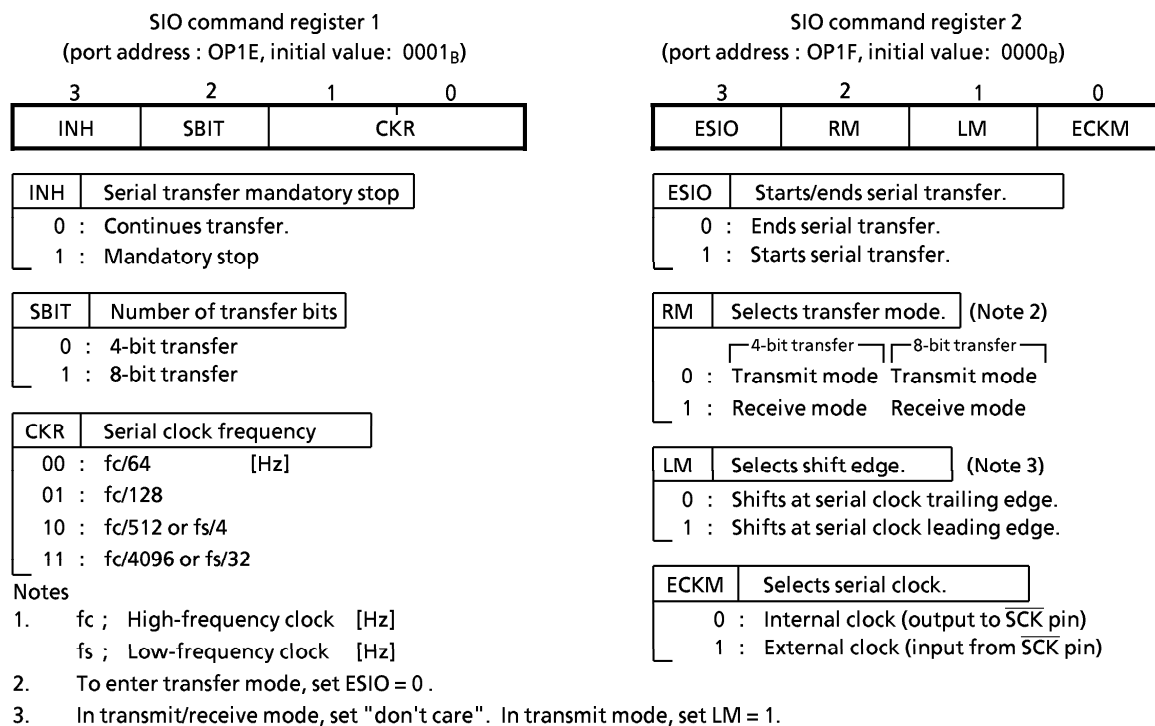 SIO command register 1
(port address : OP1E, initial value: 0001B)
3 2 1 0
INH SBIT CKR
INH Serial transfer mandatory stop
0 : Continues transfer.
1 : Mandatory stop
SBIT Number of transfer bits
0 : 4-bit transfer
1 : 8-bit transfer
CKR Serial clock frequency
00 : fc/64 [Hz]
01 : fc/128
10 : fc/512 or fs/4
11 : fc/4096 or fs/32
SIO command register 2
(port address : OP1F, initial value: 0000B)
3 2 1 0
ESIO RM LM ECKM
ESIO Starts/ends serial transfer.
0 : Ends serial transfer.
1 : Starts serial transfer.
RM Selects transfer mode. (Note 2)
4-bit transfer 8-bit transfer
0 : Transmit mode Transmit mode
1 : Receive mode Receive mode
LM Selects shift edge. (Note 3)
0 : Shifts at serial clock trailing edge.
1 : Shifts at serial clock leading edge.
ECKM Selects serial clock.
0 : Internal clock (output to SCK pin)
1 : External clock (input from SCK pin)
Notes
1. fc ; High-frequency clock [Hz]
fs ; Low-frequency clock [Hz]
2. To enter transfer mode, set ESIO = 0 .
3. In transmit/receive mode, set "don't care". In transmit mode, set LM = 1.